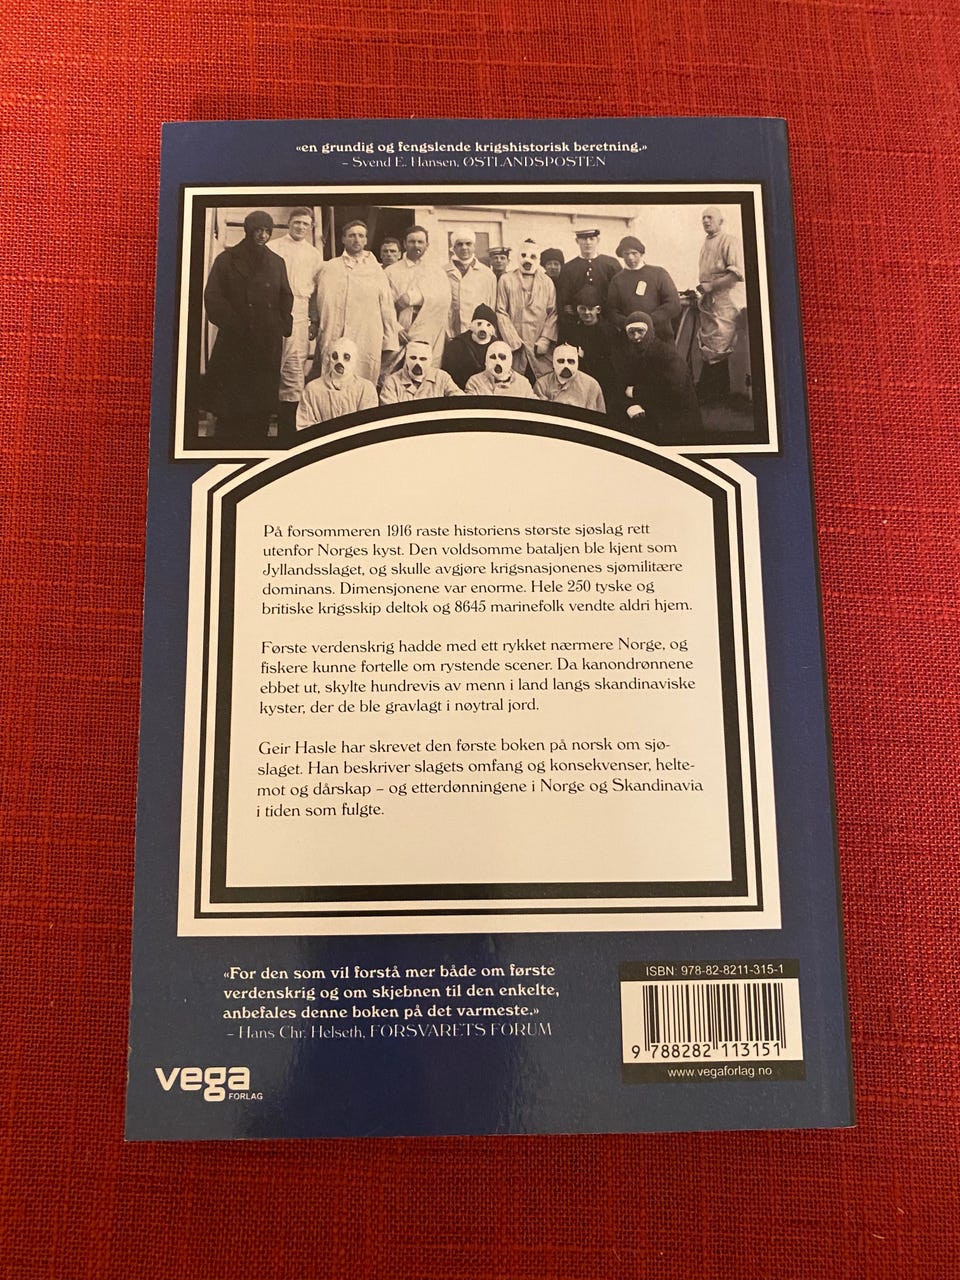 «en grundig og fengslende krigshistorisk beretning.»
– Svend E. Hansen, ØSTLANDSPOSTEN
På forsommeren 1916 raste historiens største sjøslag rett
utenfor Norges kyst. Den voldsomme bataljen ble kjent som
Jyllandsslaget, og skulle avgjøre krigsnasjonenes sjømilitære
dominans. Dimensjonene var enorme. Hele 250 tyske og
britiske krigsskip deltok og 8645 marinefolk vendte aldri hjem.
Første verdenskrig hadde med ett rykket nærmere Norge, og
fiskere kunne fortelle om rystende scener. Da kanondrønnene
ebbet ut, skylte hundrevis av menn i land langs skandinaviske
kyster, der de ble gravlagt i nøytral jord.
Geir Hasle har skrevet den første boken på norsk om sjø-
slaget. Han beskriver slagets omfang og konsekvenser, helte-
mot og dårskap – og etterdønningene i Norge og Skandinavia
i tiden som fulgte.
«For den som vil forstå mer både om første
verdenskrig og om skjebnen til den enkelte,
anbefales denne boken på det varmeste.»
– Hans Chr. Helseth, FORSVARETS FORUM
ISBN: 978-82-8211-315-1
9 788282 113151
www.vegaforlag.no
vega
FORLAG